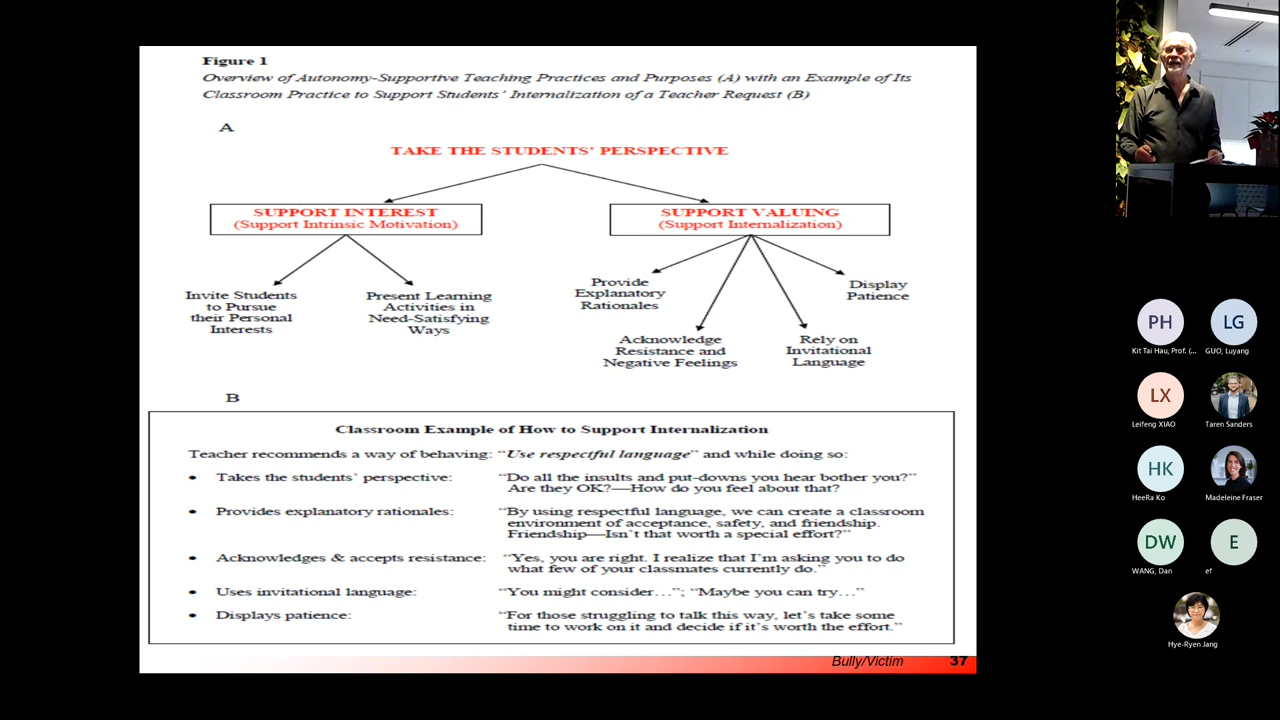 Figure 1
Overview of Autonomy-Supportive Teaching Practices and Purposes (A) with an Example of Its
Classroom Practice to Support Students' Internalization of a Teacher Request (B)
A
TAKE THE STUDENTS' PERSPECTIVE
SUPPORT INTEREST
(Support Intrinsic Motivation)
SUPPORT VALUING
(Support Internalization)
Invite Students
to Pursue
their Personal
Interests
Present Learning
Activities in
Need-Satisfying
Ways
Provide
Explanatory
Rationales
Acknowledge
Resistance and
Negative Feelings
Rely on
Invitational
Language
Display
Patience
B
Classroom Example of How to Support Internalization
Teacher recommends a way of behaving: "Use respectful language" and while doing so:
• Takes the students' perspective: "Do all the insults and put-downs you hear bother you?"
Are they OK?—How do you feel about that?
• Provides explanatory rationales: "By using respectful language, we can create a classroom
environment of acceptance, safety, and friendship.
Friendship—Isn't that worth a special effort?"
• Acknowledges & accepts resistance: "Yes, you are right. I realize that I'm asking you to do
what few of your classmates currently do."
• Uses invitational language: "You might consider…"; "Maybe you can try…"
• Displays patience: "For those struggling to talk this way, let's take some
time to work on it and decide if it's worth the effort."
Bully/Victim 37
PH
Kit Tai Hau, Prof. (...
LG
GUO, Luyang
LX
Leifeng XIAO
Taren Sanders
HK
HeeRa Ko
Madeleine Fraser
DW
WANG, Dan
E
ef
Hye-Ryen Jang